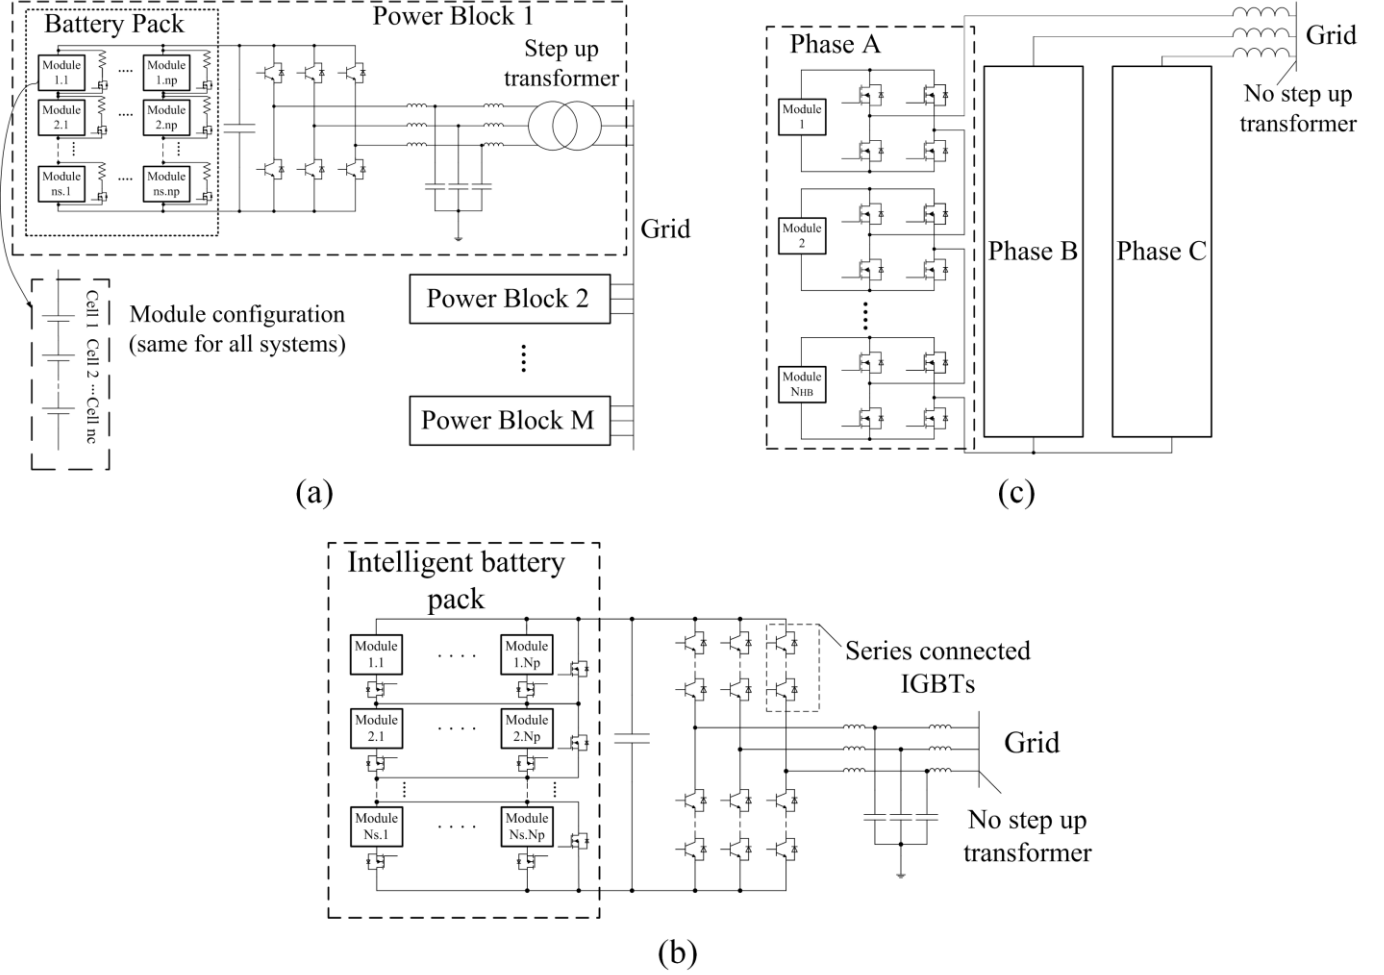 Battery Pack
Power Block 1
Module
1.1
Module
1.np
Module
2.1
Module
2.np
Module
ns.1
Module
ns.np
Step up
transformer
Grid
Cell 1 Cell 2 ...Cell nc
Module configuration
(same for all systems)
Power Block 2
Power Block M
(a)
Phase A
Module
1
Module
2
Module
NHB
Phase B
Phase C
Grid
No step up
transformer
(c)
Intelligent battery
pack
Module
1.1
Module
1.Np
Module
2.1
Module
2.Np
Module
Ns.1
Module
Ns.Np
Series connected
IGBTs
Grid
No step up
transformer
(b)